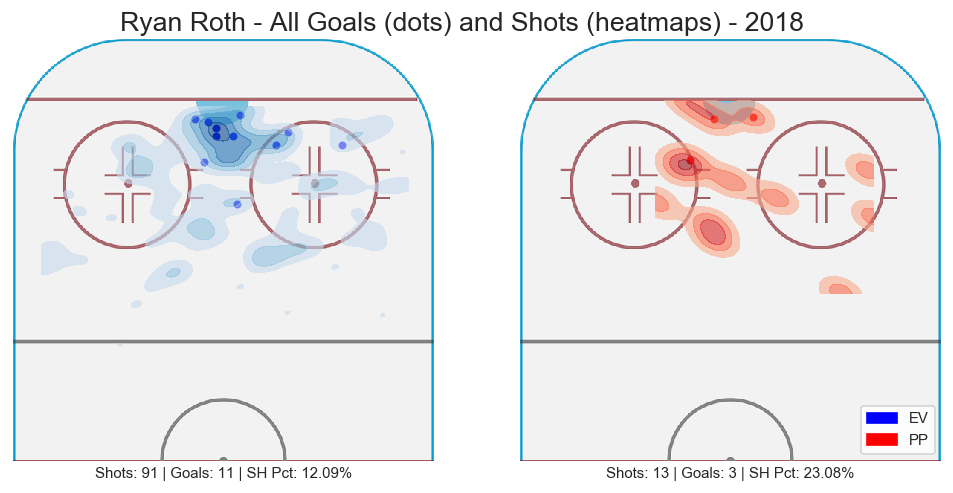 Ryan Roth - All Goals (dots) and Shots (heatmaps) - 2018
EV
PP
Shots: 91 | Goals: 11 | SH Pct: 12.09%
Shots: 13 | Goals: 3 | SH Pct: 23.08%